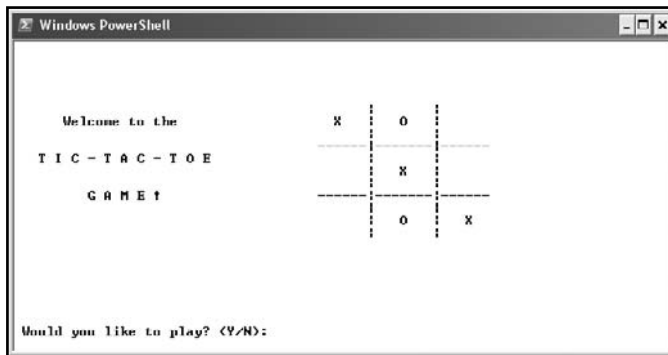 Windows PowerShell
Welcome to the
T I C - T A C - T O E
G A M E !
X O
X
O X
Would you like to play? (Y/N):